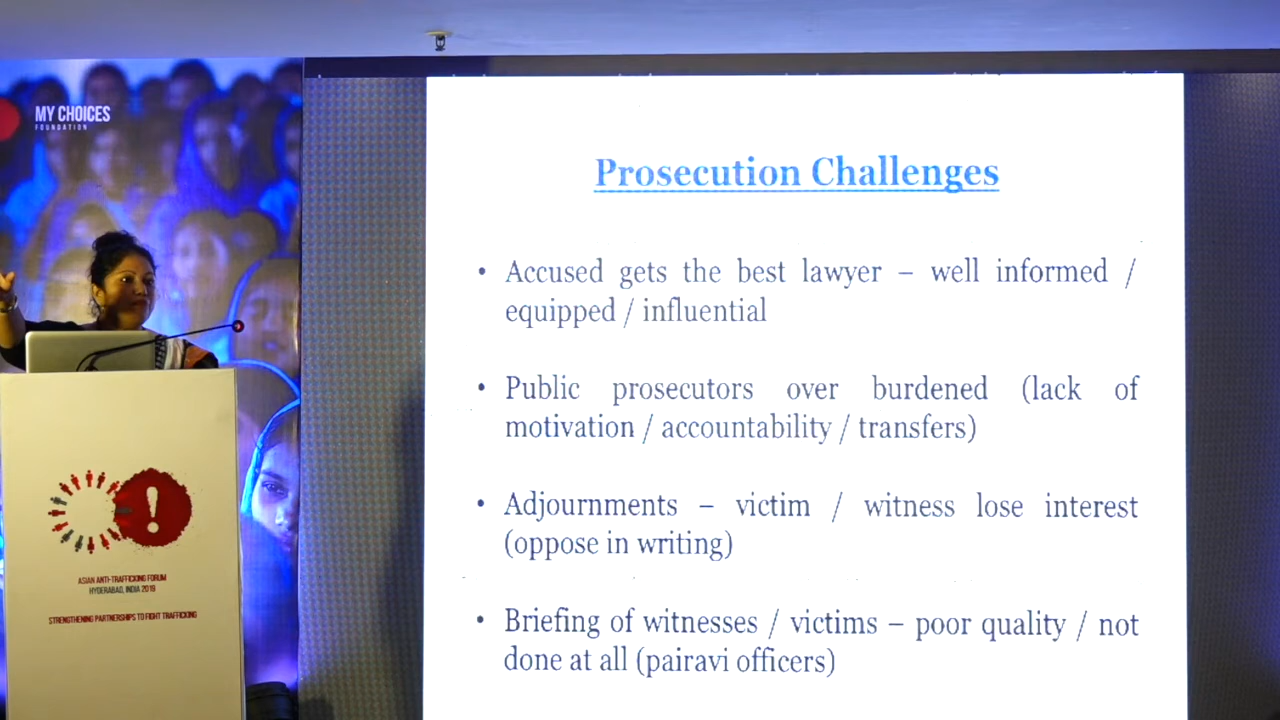 MY CHOICES
FOUNDATION
Prosecution Challenges
• Accused gets the best lawyer – well informed /
equipped / influential
• Public prosecutors over burdened (lack of
motivation / accountability / transfers)
• Adjournments – victim / witness lose interest
(oppose in writing)
• Briefing of witnesses / victims – poor quality / not
done at all (pairavi officers)
!
ASIAN ANTI-TRAFFICKING FORUM
HYDERABAD, INDIA 2019
STRENGTHENING PARTNERSHIPS TO FIGHT TRAFFICKING